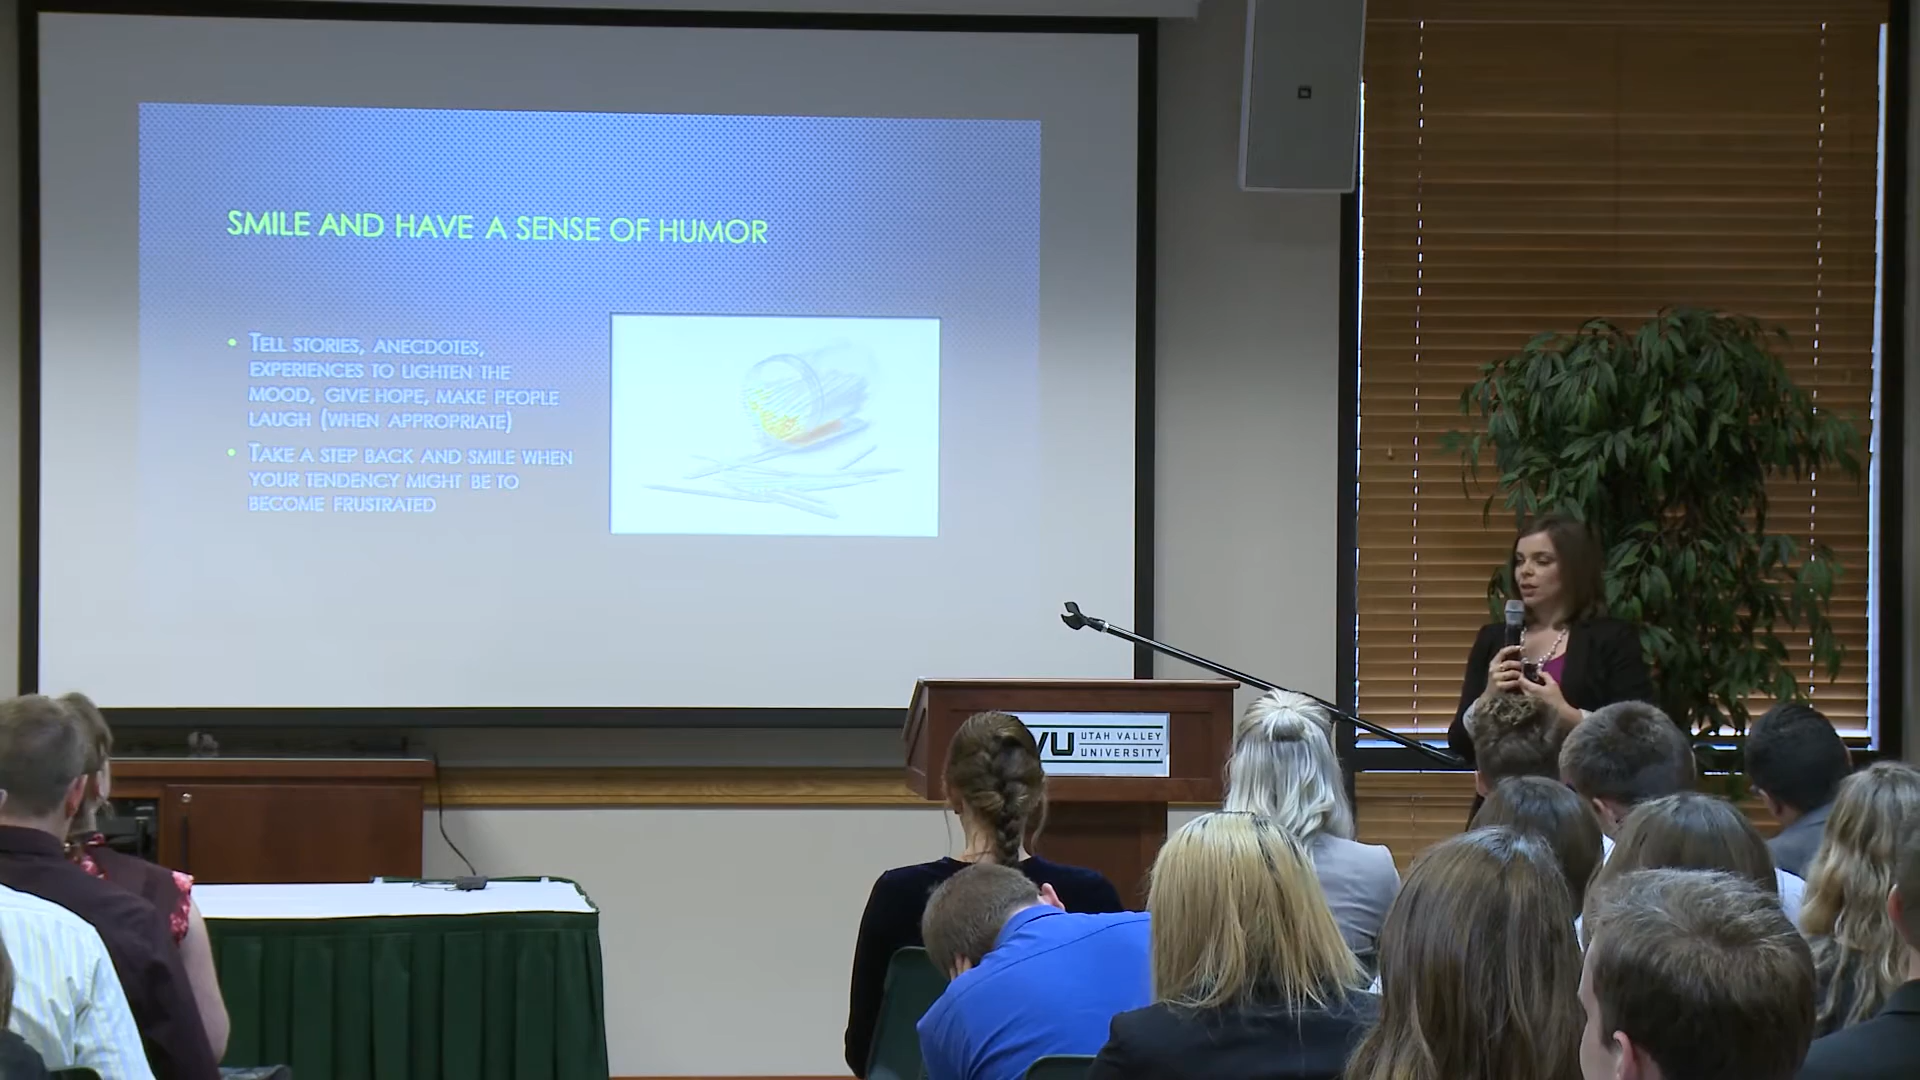 SMILE AND HAVE A SENSE OF HUMOR
• TELL STORIES, ANECDOTES,
EXPERIENCES TO LIGHTEN THE
MOOD, GIVE HOPE, MAKE PEOPLE
LAUGH (WHEN APPROPRIATE)
• TAKE A STEP BACK AND SMILE WHEN
YOUR TENDENCY MIGHT BE TO
BECOME FRUSTRATED
VU UTAH VALLEY
UNIVERSITY